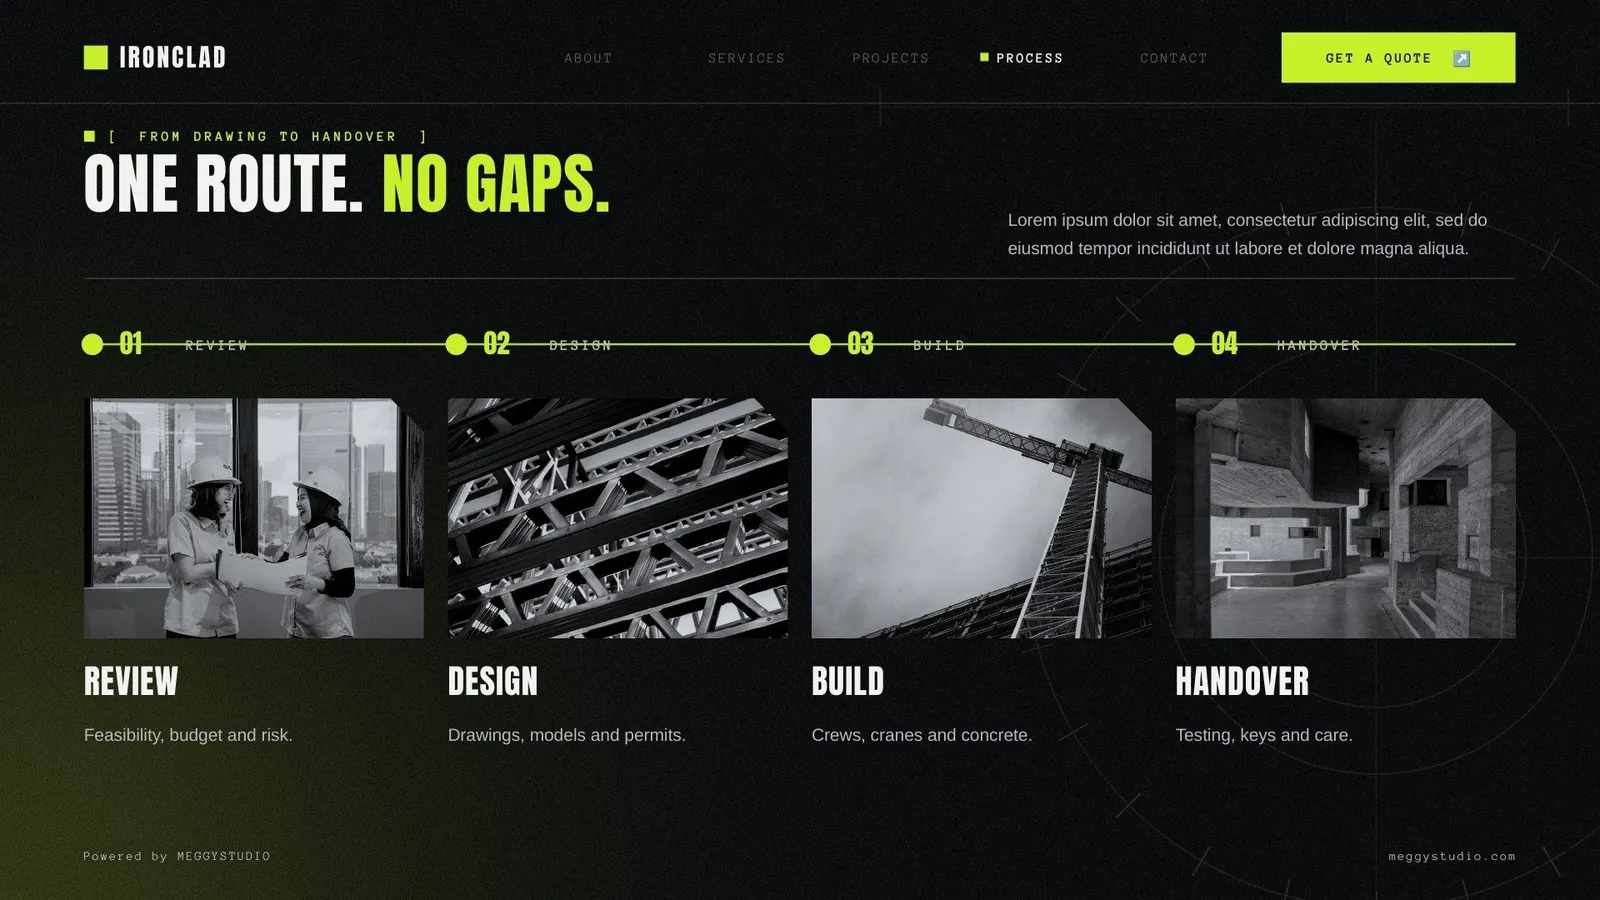 IRONCLAD
ABOUT
SERVICES
PROJECTS
PROCESS
CONTACT
GET A QUOTE ↗
[ FROM DRAWING TO HANDOVER ]
ONE ROUTE. NO GAPS.
Lorem ipsum dolor sit amet, consectetur adipiscing elit, sed do
eiusmod tempor incididunt ut labore et dolore magna aliqua.
01 REVIEW
02 DESIGN
03 BUILD
04 HANDOVER
REVIEW
Feasibility, budget and risk.
DESIGN
Drawings, models and permits.
BUILD
Crews, cranes and concrete.
HANDOVER
Testing, keys and care.
Powered by MEGGYSTUDIO
meggystudio.com